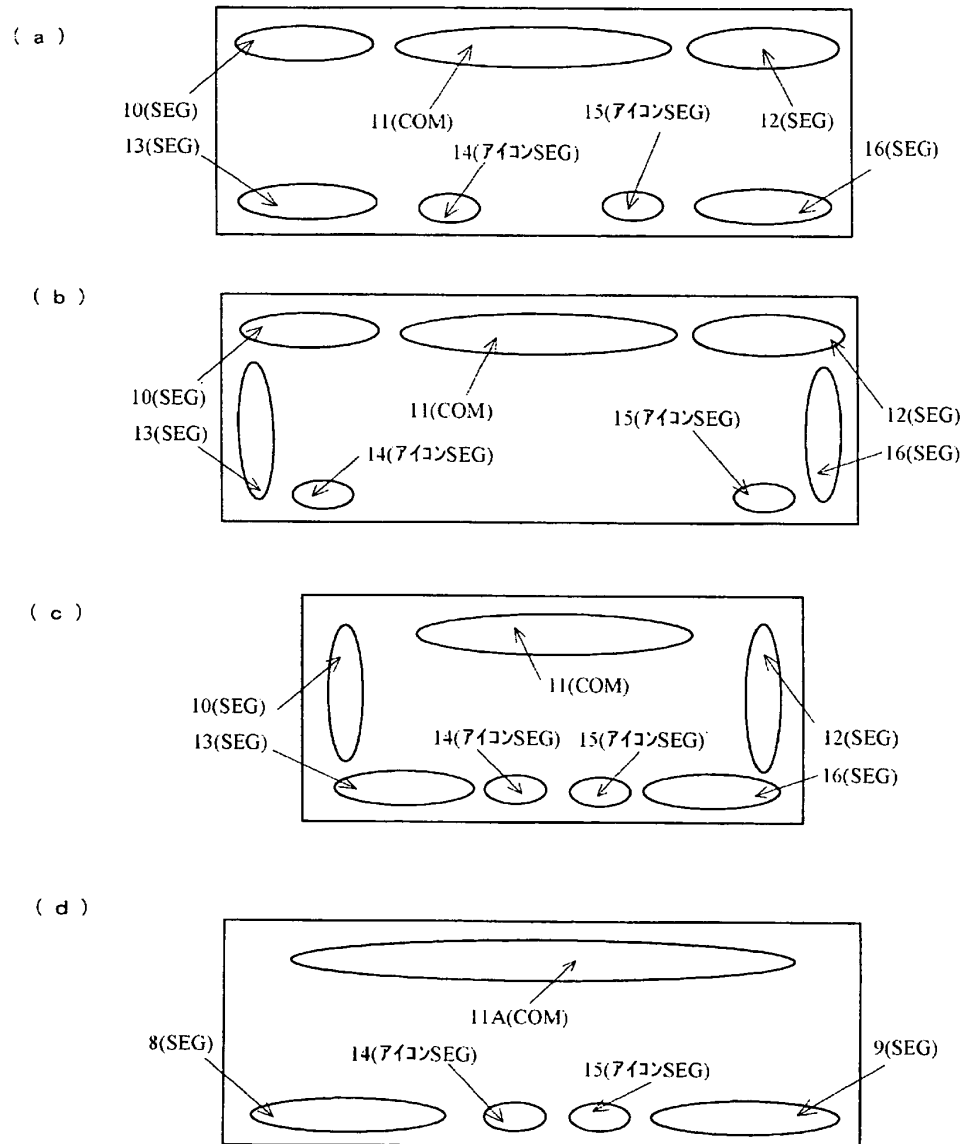 ( a )
10(SEG)
11(COM)
15(アイコンSEG)
12(SEG)
13(SEG)
14(アイコンSEG)
16(SEG)
( b )
10(SEG)
11(COM)
15(アイコンSEG)
12(SEG)
13(SEG)
14(アイコンSEG)
16(SEG)
( c )
11(COM)
10(SEG)
12(SEG)
13(SEG)
14(アイコンSEG)
15(アイコンSEG)
16(SEG)
( d )
11A(COM)
8(SEG)
14(アイコンSEG)
15(アイコンSEG)
9(SEG)